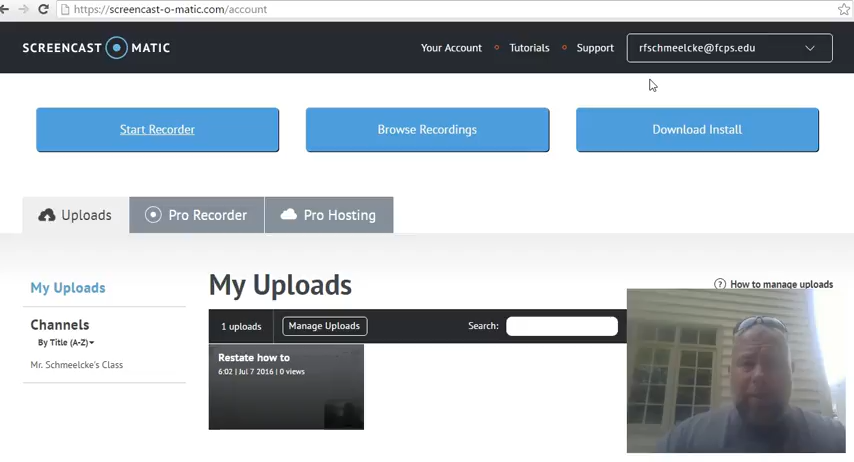 https://screencast-o-matic.com/account
SCREENCAST MATIC
Your Account Tutorials Support rfschmeelcke@fcps.edu
Start Recorder Browse Recordings Download Install
Uploads Pro Recorder Pro Hosting
My Uploads
Channels
By Title (A-Z)
Mr. Schmeelcke's Class
My Uploads
? How to manage uploads
1 uploads Manage Uploads Search:
Restate how to
6:02 | Jul 7 2016 | 0 views